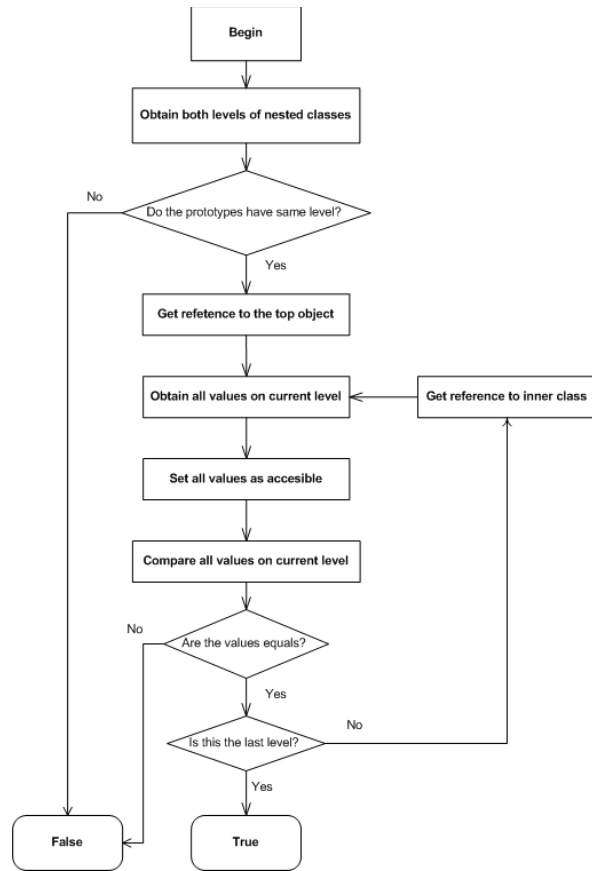 Begin
Obtain both levels of nested classes
No
Do the prototypes have same level?
Yes
Get refetence to the top object
Obtain all values on current level
Get reference to inner class
Set all values as accesible
Compare all values on current level
No
Are the values equals?
Yes
Is this the last level?
No
Yes
False
True